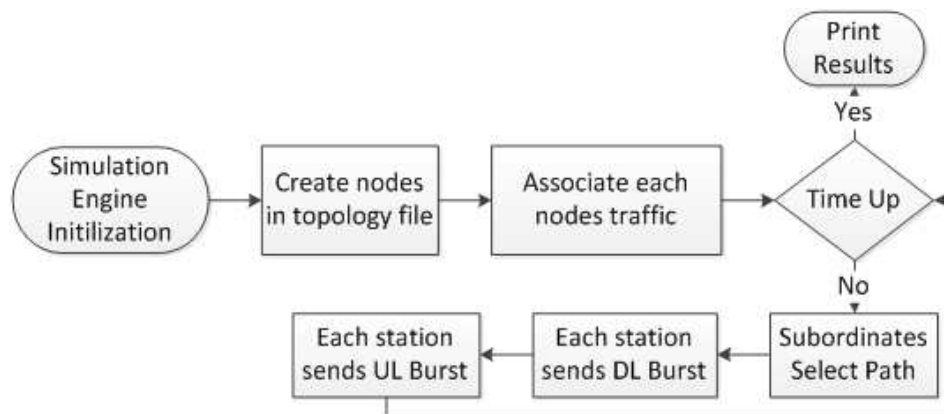 Print
Results
Yes
Simulation
Engine
Initilization
Create nodes
in topology file
Associate each
nodes traffic
Time Up
No
Each station
sends UL Burst
Each station
sends DL Burst
Subordinates
Select Path